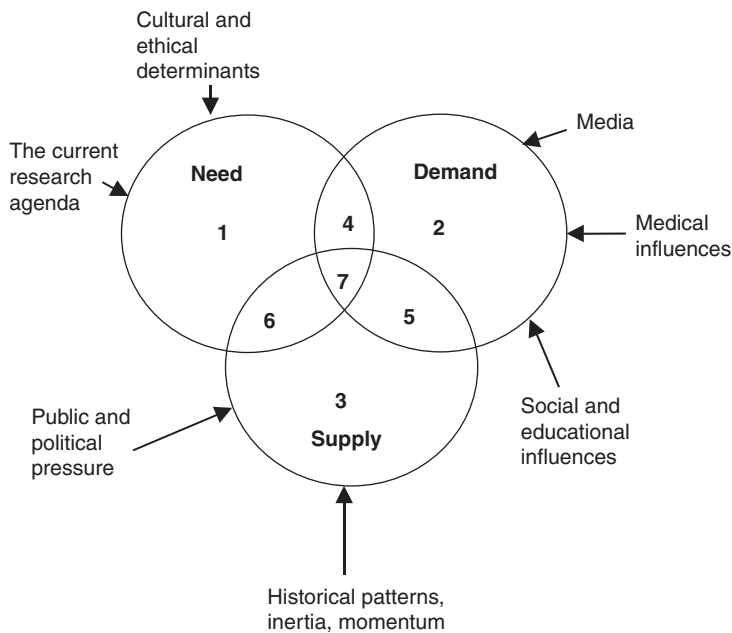 Cultural and
ethical
determinants
Media
The current
research
agenda
Need
Demand
1
4
2
Medical
influences
7
6
5
3
Supply
Public and
political
pressure
Social and
educational
influences
Historical patterns,
inertia, momentum